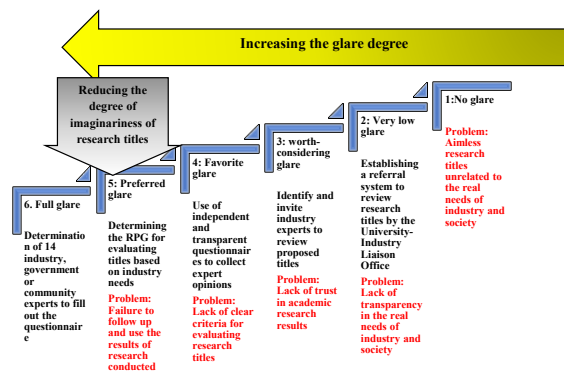 Increasing the glare degree
Reducing the
degree of
imaginariness of
research titles
6. Full glare
Determinatio
n of 14
industry,
government
or
community
experts to fill
out the
questionnair
e
5: Preferred
glare
Determining
the RPG for
evaluating
titles based
on industry
needs
Problem:
Failure to
follow up
and use the
results of
research
conducted
4: Favorite
glare
Use of
independent
and
transparent
questionnair
es to collect
expert
opinions
Problem:
Lack of clear
criteria for
evaluating
research
titles
3: worth-
considering
glare
Identify and
invite
industry
experts to
review
proposed
titles
Problem:
Lack of trust
in academic
research
results
2: Very low
glare
Establishing
a referral
system to
review
research
titles by the
University-
Industry
Liaison
Office
Problem:
Lack of
transparency
in the real
needs of
industry and
society
1:No glare
Problem:
Aimless
research
titles
unrelated to
the real
needs of
industry and
society